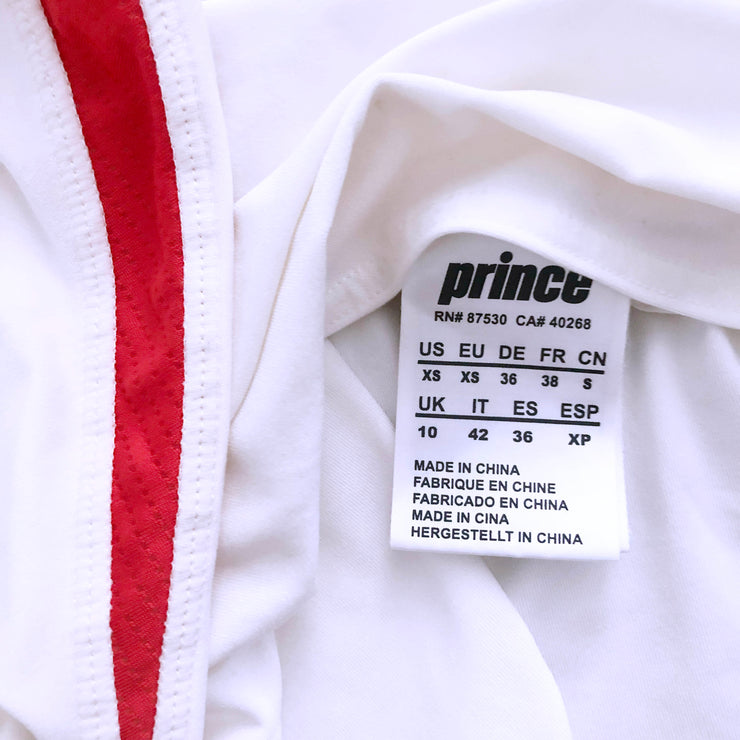 prince
RN# 87530 CA# 40268
US EU DE FR CN
XS XS 36 38 S
UK IT ES ESP
10 42 36 XP
MADE IN CHINA
FABRIQUE EN CHINE
FABRICADO EN CHINA
MADE IN CINA
HERGESTELLT IN CHINA